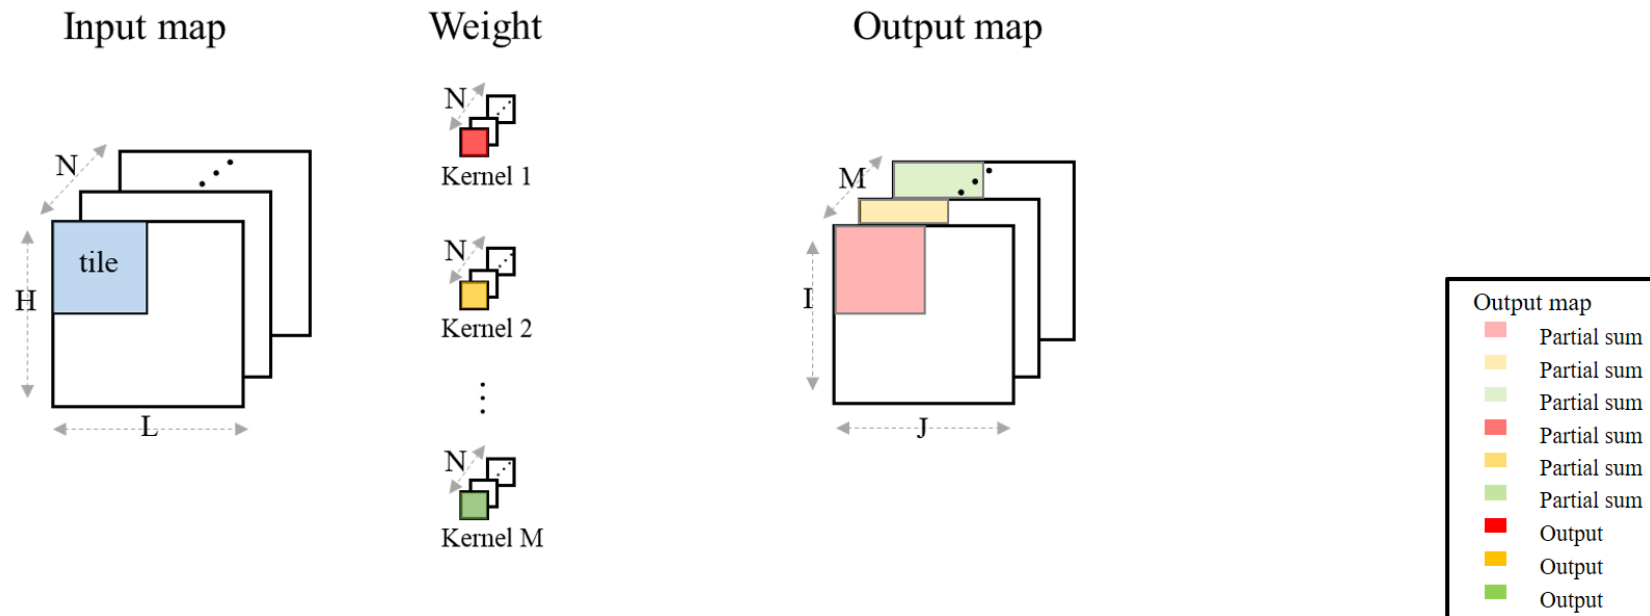 Input map
Weight
Output map
N
tile
H
L
N
Kernel 1
N
Kernel 2
N
Kernel M
M
I
J
Output map
Partial sum
Partial sum
Partial sum
Partial sum
Partial sum
Partial sum
Output
Output
Output